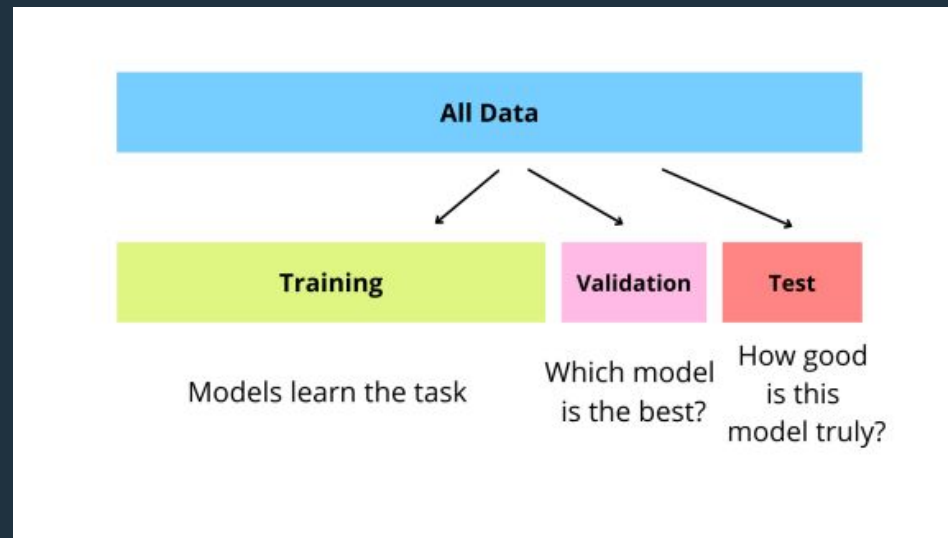 All Data
Training
Validation
Test
Models learn the task
Which model
is the best?
How good
is this
model truly?